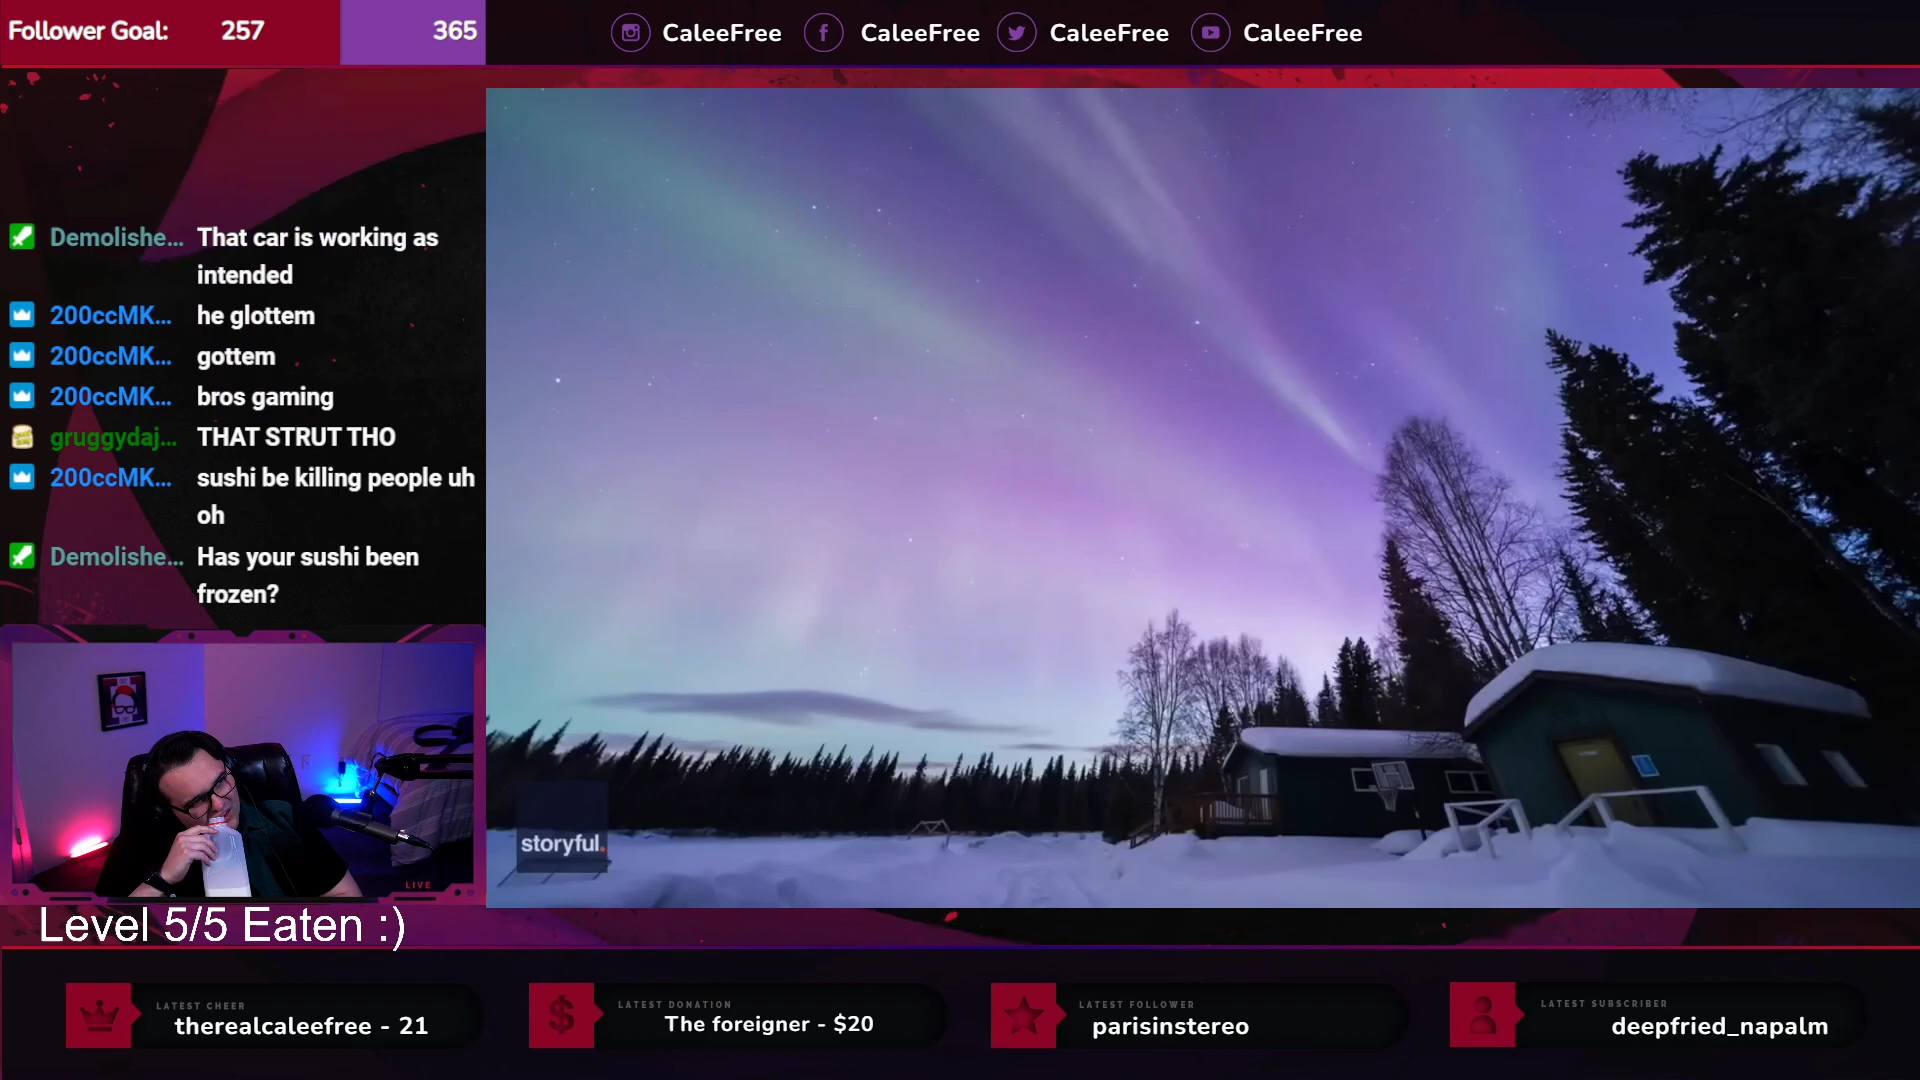 Follower Goal: 257 365
CaleeFree CaleeFree CaleeFree CaleeFree
Demolishe... That car is working as
intended
200ccMK... he glottem
200ccMK... gottem
200ccMK... bros gaming
gruggydaj... THAT STRUT THO
200ccMK... sushi be killing people uh
oh
Demolishe... Has your sushi been
frozen?
storyful.
LIVE
Level 5/5 Eaten :)
LATEST CHEER
therealcaleefree - 21
LATEST DONATION
The foreigner - $20
LATEST FOLLOWER
parisinstereo
LATEST SUBSCRIBER
deepfried_napalm